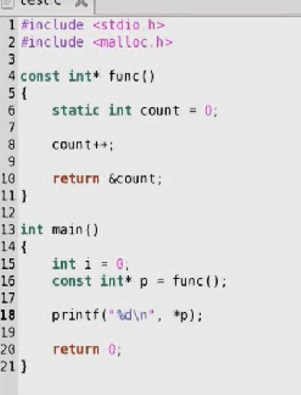 test.c
1 #include <stdio.h>
2 #include <malloc.h>
3
4 const int* func()
5 {
6     static int count = 0;
7
8     count++;
9
10     return &count;
11 }
12
13 int main()
14 {
15     int i = 0;
16     const int* p = func();
17
18     printf("%d\n", *p);
19
20     return 0;
21 }